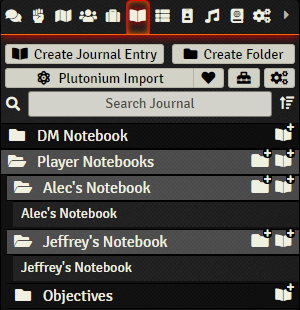 Create Journal Entry
Create Folder
Plutonium Import
Search Journal
DM Notebook
Player Notebooks
Alec's Notebook
Alec's Notebook
Jeffrey's Notebook
Jeffrey's Notebook
Objectives